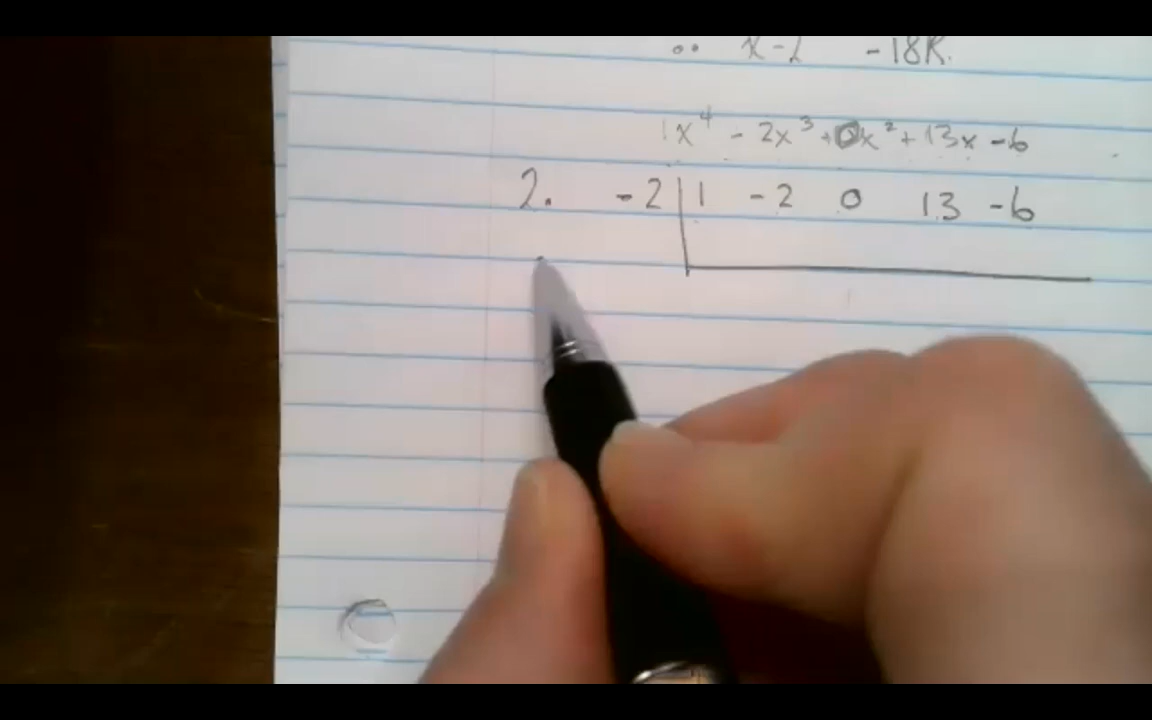 ∴ x-2 -18R.
1x⁴ - 2x³ + 0x² + 13x - 6
2. -2 | 1 -2 0 13 -6